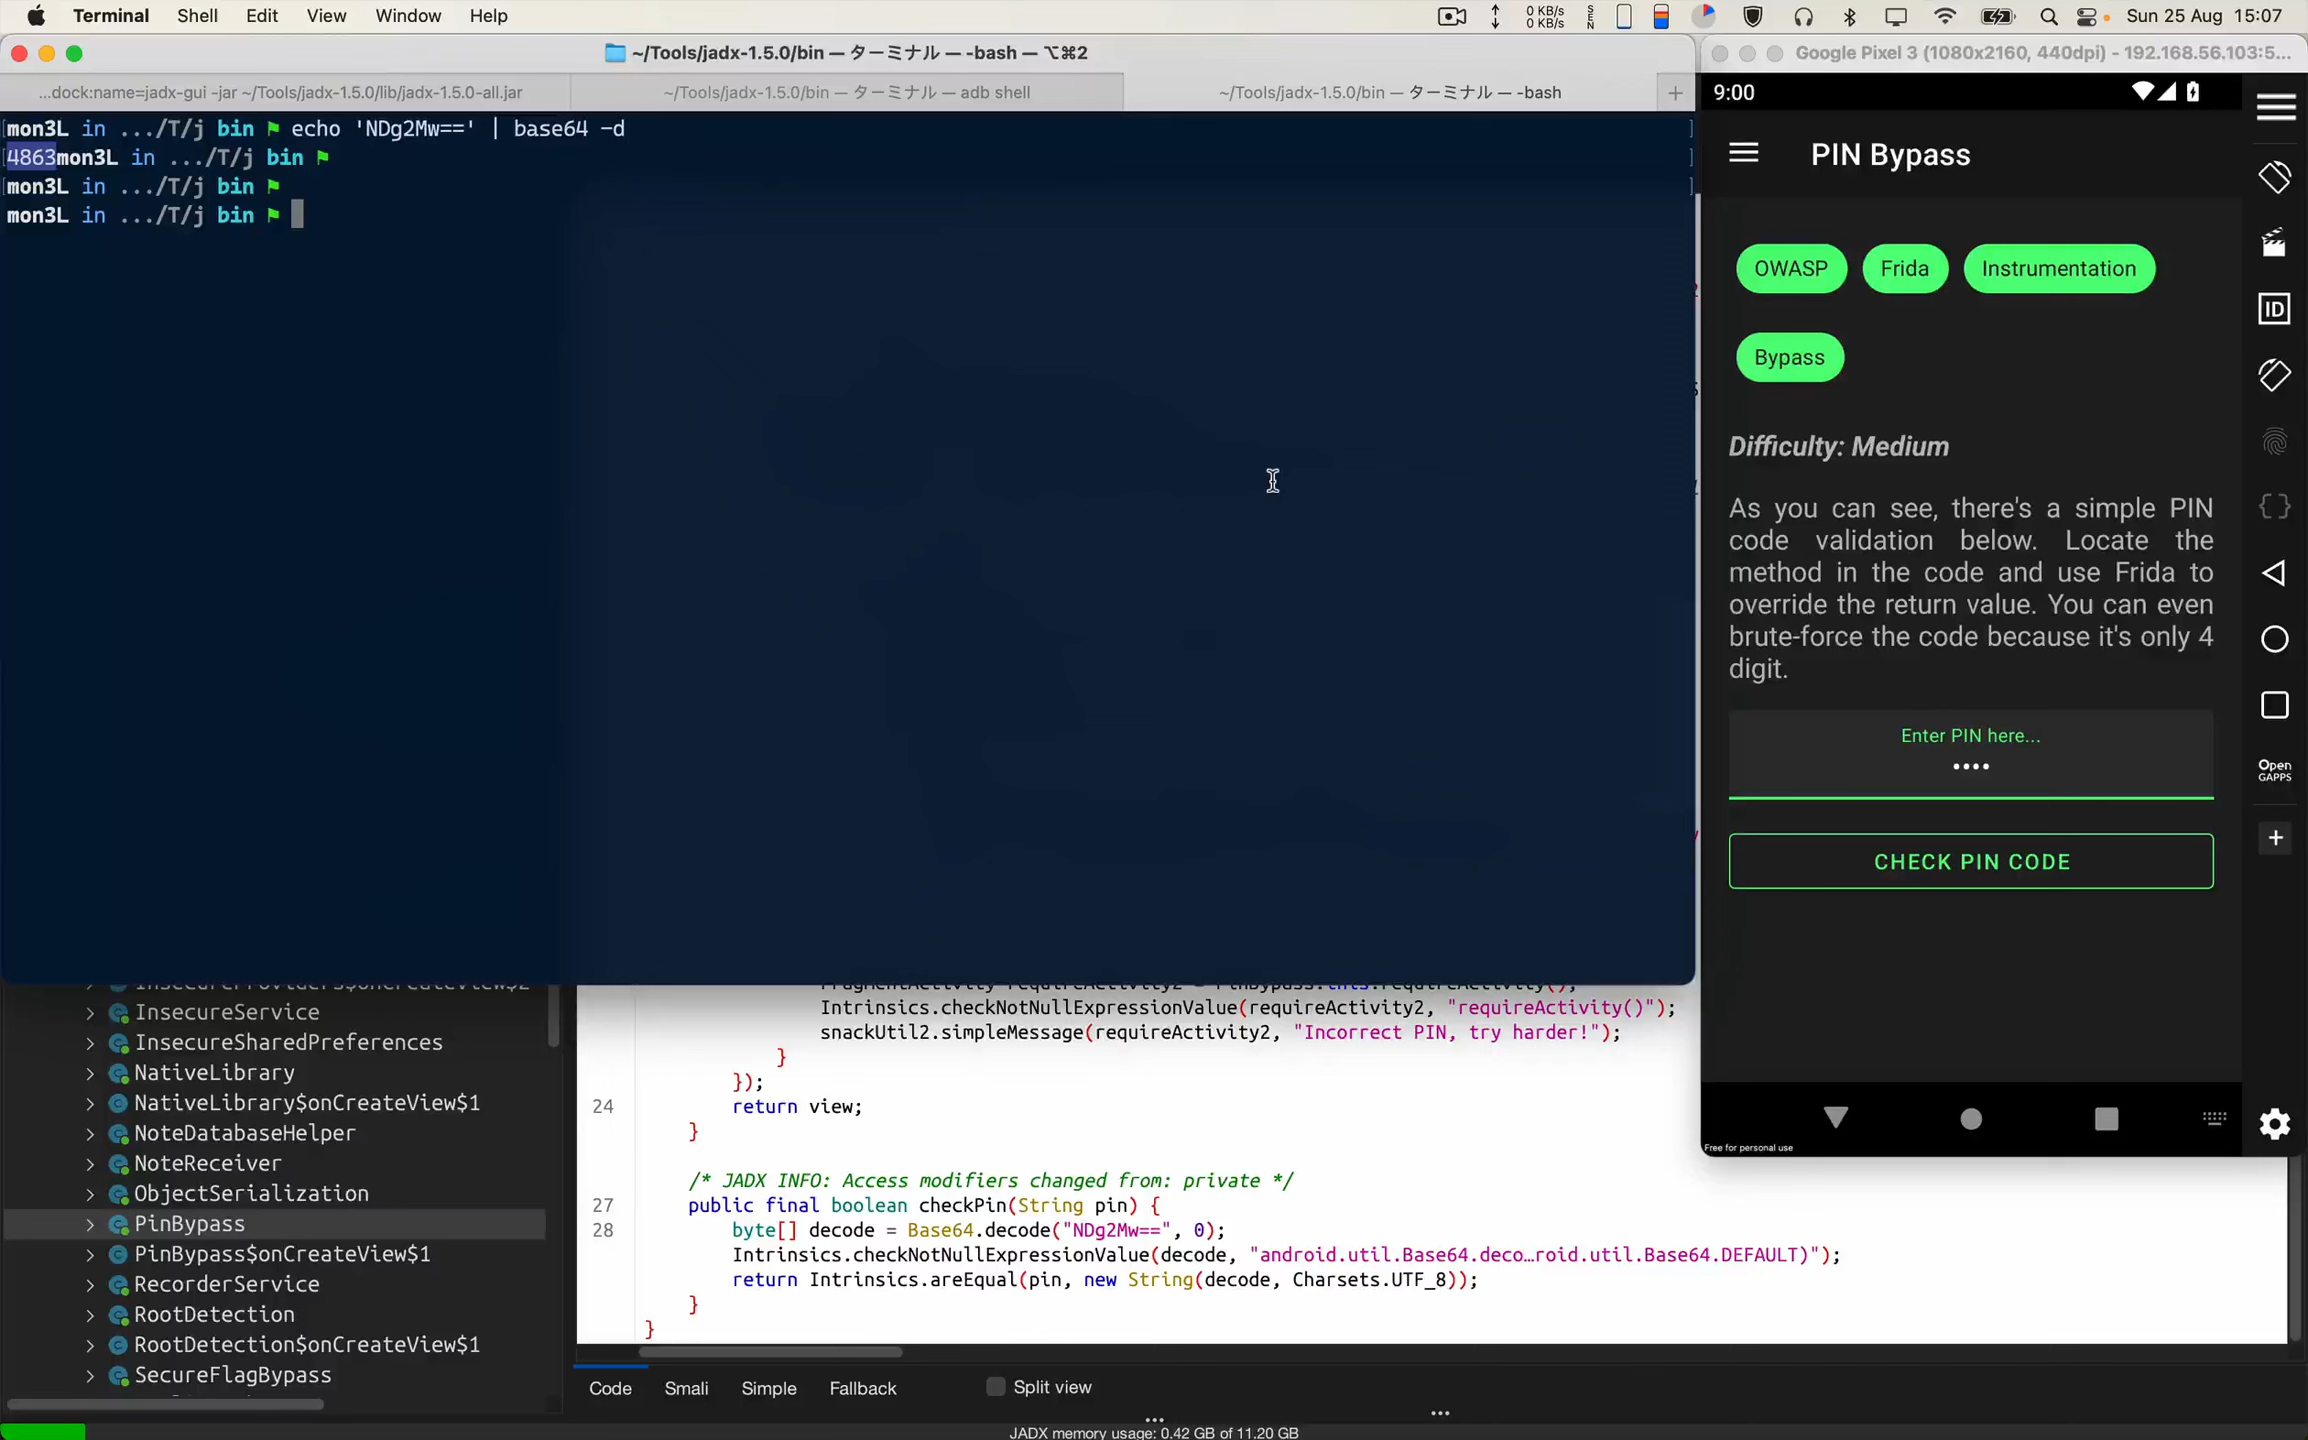 Terminal Shell Edit View Window Help
0 KB/s
0 KB/s
SEN
Sun 25 Aug 15:07
~/Tools/jadx-1.5.0/bin — ターミナル — -bash — ⌥⌘2
...dock:name=jadx-gui -jar ~/Tools/jadx-1.5.0/lib/jadx-1.5.0-all.jar
~/Tools/jadx-1.5.0/bin — ターミナル — adb shell
~/Tools/jadx-1.5.0/bin — ターミナル — -bash
mon3L in .../T/j bin echo 'NDg2Mw==' | base64 -d
4863mon3L in .../T/j bin
mon3L in .../T/j bin
mon3L in .../T/j bin
Google Pixel 3 (1080x2160, 440dpi) - 192.168.56.103:5...
9:00
PIN Bypass
OWASP Frida Instrumentation
Bypass
Difficulty: Medium
As you can see, there's a simple PIN
code validation below. Locate the
method in the code and use Frida to
override the return value. You can even
brute-force the code because it's only 4
digit.
Enter PIN here...
••••
CHECK PIN CODE
Free for personal use
ID
Open
GAPPS
InsecureProviders$onCreateView$2
InsecureService
InsecureSharedPreferences
NativeLibrary
NativeLibrary$onCreateView$1
NoteDatabaseHelper
NoteReceiver
ObjectSerialization
PinBypass
PinBypass$onCreateView$1
RecorderService
RootDetection
RootDetection$onCreateView$1
SecureFlagBypass
FragmentActivity requireActivity2 = PinBypass.this.requireActivity();
Intrinsics.checkNotNullExpressionValue(requireActivity2, "requireActivity()");
snackUtil2.simpleMessage(requireActivity2, "Incorrect PIN, try harder!");
}
});
24 return view;
}
/* JADX INFO: Access modifiers changed from: private */
27 public final boolean checkPin(String pin) {
28 byte[] decode = Base64.decode("NDg2Mw==", 0);
Intrinsics.checkNotNullExpressionValue(decode, "android.util.Base64.deco…roid.util.Base64.DEFAULT)");
return Intrinsics.areEqual(pin, new String(decode, Charsets.UTF_8));
}
}
Code Smali Simple Fallback Split view
JADX memory usage: 0.42 GB of 11.20 GB